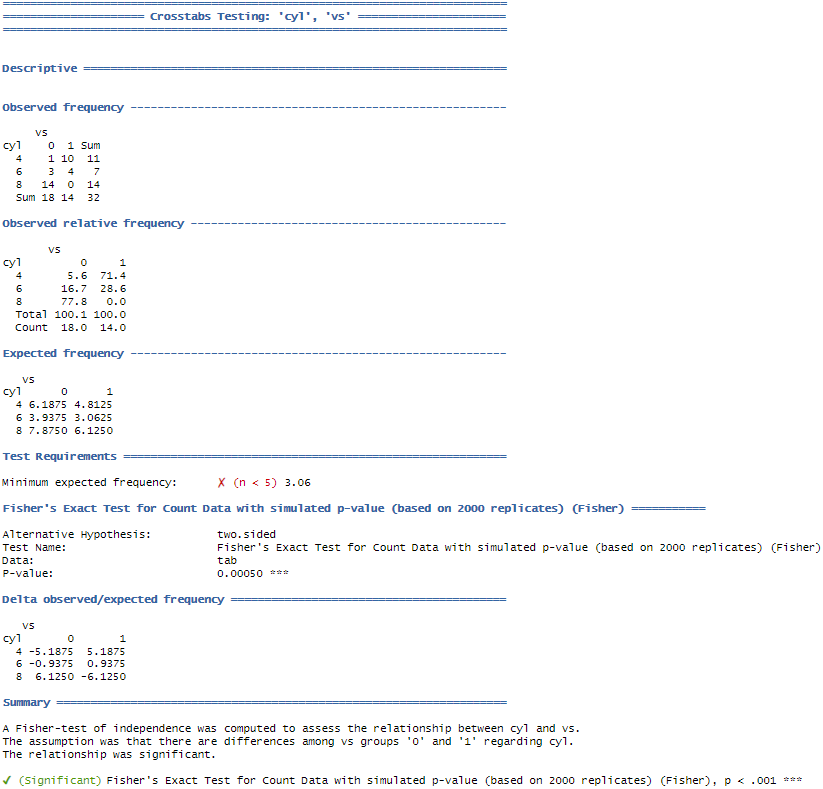 ===========================================================================
===================== Crosstabs Testing: 'cyl', 'vs' ======================
===========================================================================
Descriptive ===============================================================
Observed frequency --------------------------------------------------------
     vs
cyl    0  1 Sum
  4    1 10  11
  6    3  4   7
  8   14  0  14
  Sum 18 14  32
Observed relative frequency -----------------------------------------------
       vs
cyl         0     1
  4       5.6  71.4
  6      16.7  28.6
  8      77.8   0.0
  Total 100.1 100.0
  Count  18.0  14.0
Expected frequency --------------------------------------------------------
   vs
cyl      0      1
  4 6.1875 4.8125
  6 3.9375 3.0625
  8 7.8750 6.1250
Test Requirements =========================================================
Minimum expected frequency:     ✗ (n < 5) 3.06
Fisher's Exact Test for Count Data with simulated p-value (based on 2000 replicates) (Fisher) ===========
Alternative Hypothesis:         two.sided
Test Name:                      Fisher's Exact Test for Count Data with simulated p-value (based on 2000 replicates) (Fisher)
Data:                           tab
P-value:                        0.00050 ***
Delta observed/expected frequency =========================================
   vs
cyl       0       1
  4 -5.1875  5.1875
  6 -0.9375  0.9375
  8  6.1250 -6.1250
Summary ===================================================================
A Fisher-test of independence was computed to assess the relationship between cyl and vs.
The assumption was that there are differences among vs groups '0' and '1' regarding cyl.
The relationship was significant.
✓ (Significant) Fisher's Exact Test for Count Data with simulated p-value (based on 2000 replicates) (Fisher), p < .001 ***